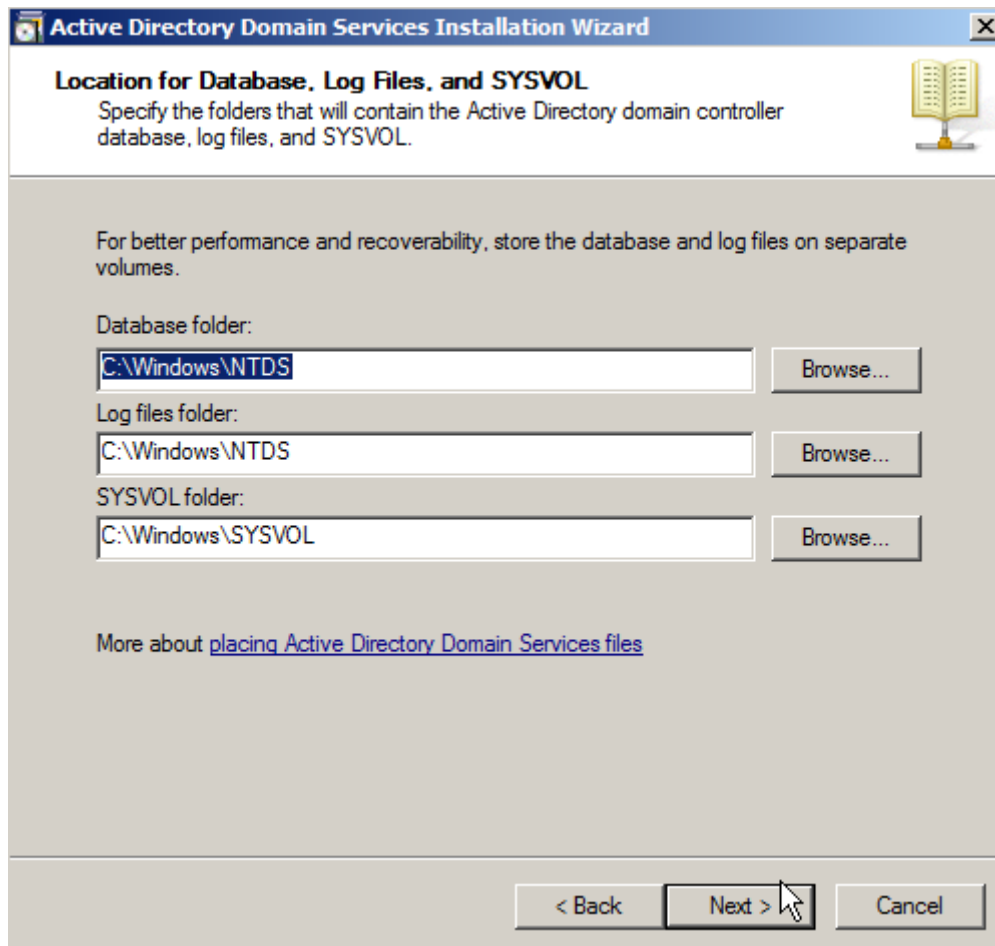 Active Directory Domain Services Installation Wizard
Location for Database, Log Files, and SYSVOL
Specify the folders that will contain the Active Directory domain controller
database, log files, and SYSVOL.
For better performance and recoverability, store the database and log files on separate
volumes.
Database folder:
C:\Windows\NTDS
Browse...
Log files folder:
C:\Windows\NTDS
Browse...
SYSVOL folder:
C:\Windows\SYSVOL
Browse...
More about placing Active Directory Domain Services files
< Back Next > Cancel